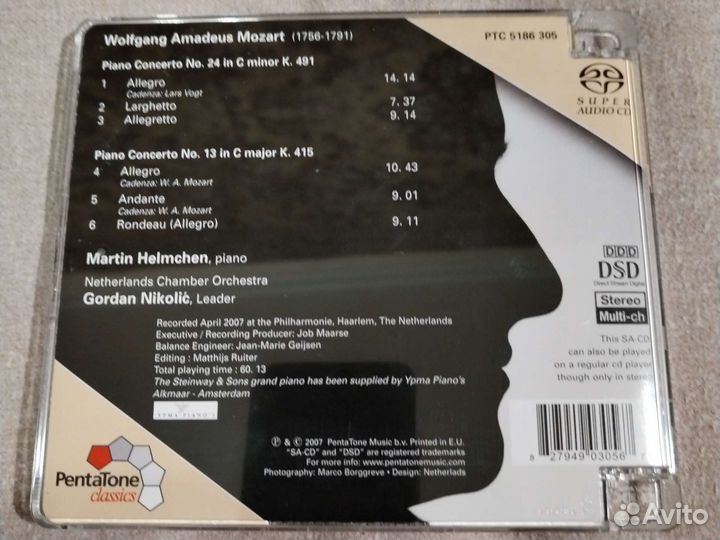 Wolfgang Amadeus Mozart (1756-1791)
PTC 5186 305
SUPER AUDIO CD
Piano Concerto No. 24 in C minor K. 491
1 Allegro 14. 14
Cadenza: Lars Vogt
2 Larghetto 7. 37
3 Allegretto 9. 14
Piano Concerto No. 13 in C major K. 415
4 Allegro 10. 43
Cadenza: W. A. Mozart
5 Andante 9. 01
Cadenza: W. A. Mozart
6 Rondeau (Allegro) 9. 11
Martin Helmchen, piano
Netherlands Chamber Orchestra
Gordan Nikolić, Leader
Recorded April 2007 at the Philharmonie, Haarlem, The Netherlands
Executive / Recording Producer: Job Maarse
Balance Engineer: Jean-Marie Geijsen
Editing : Matthijs Ruiter
Total playing time : 60. 13
The Steinway & Sons grand piano has been supplied by Ypma Piano's
Alkmaar - Amsterdam
YPMA PIANO'S
DDD
DSD
Direct Stream Digital
Stereo
Multi-ch
This SA-CD
can also be played
on a regular cd player
though only in stereo
℗ & © 2007 PentaTone Music b.v. Printed in E.U.
"SA-CD" and "DSD" are registered trademarks.
For more info: www.pentatonemusic.com
Photography: Marco Borggreve • Design: Netherlads
8 27949 03056 7
PentaTone
classics
Avito